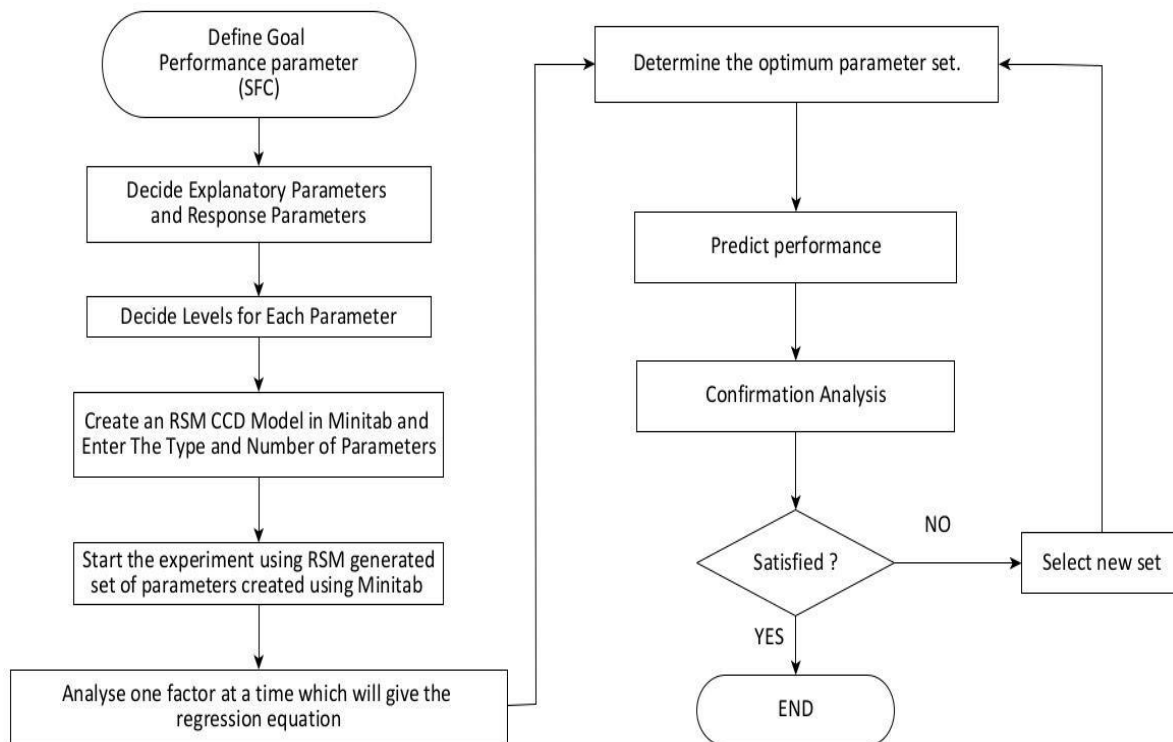 Define Goal
Performance parameter
(SFC)
Decide Explanatory Parameters
and Response Parameters
Decide Levels for Each Parameter
Create an RSM CCD Model in Minitab and
Enter The Type and Number of Parameters
Start the experiment using RSM generated
set of parameters created using Minitab
Analyse one factor at a time which will give the
regression equation
Determine the optimum parameter set.
Predict performance
Confirmation Analysis
Satisfied ?
NO
Select new set
YES
END